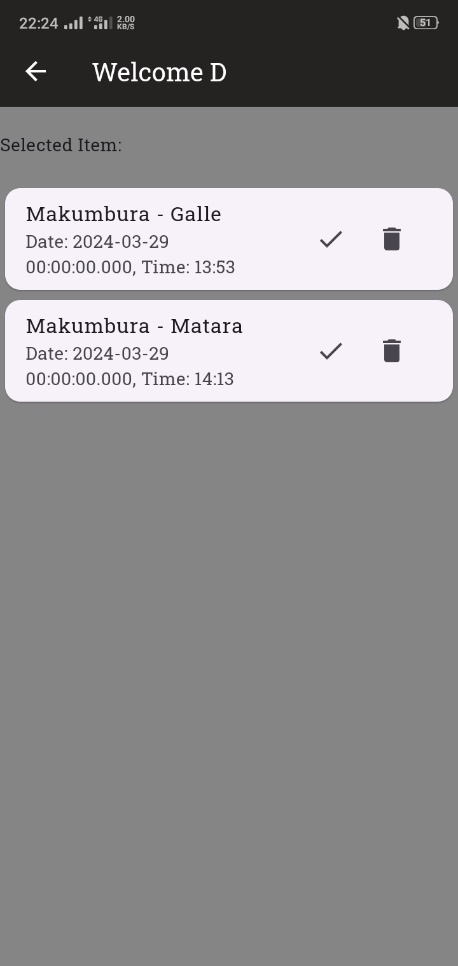 22:24 4G 2.00 KB/S 51
Welcome D
Selected Item:
Makumbura - Galle
Date: 2024-03-29
00:00:00.000, Time: 13:53
Makumbura - Matara
Date: 2024-03-29
00:00:00.000, Time: 14:13